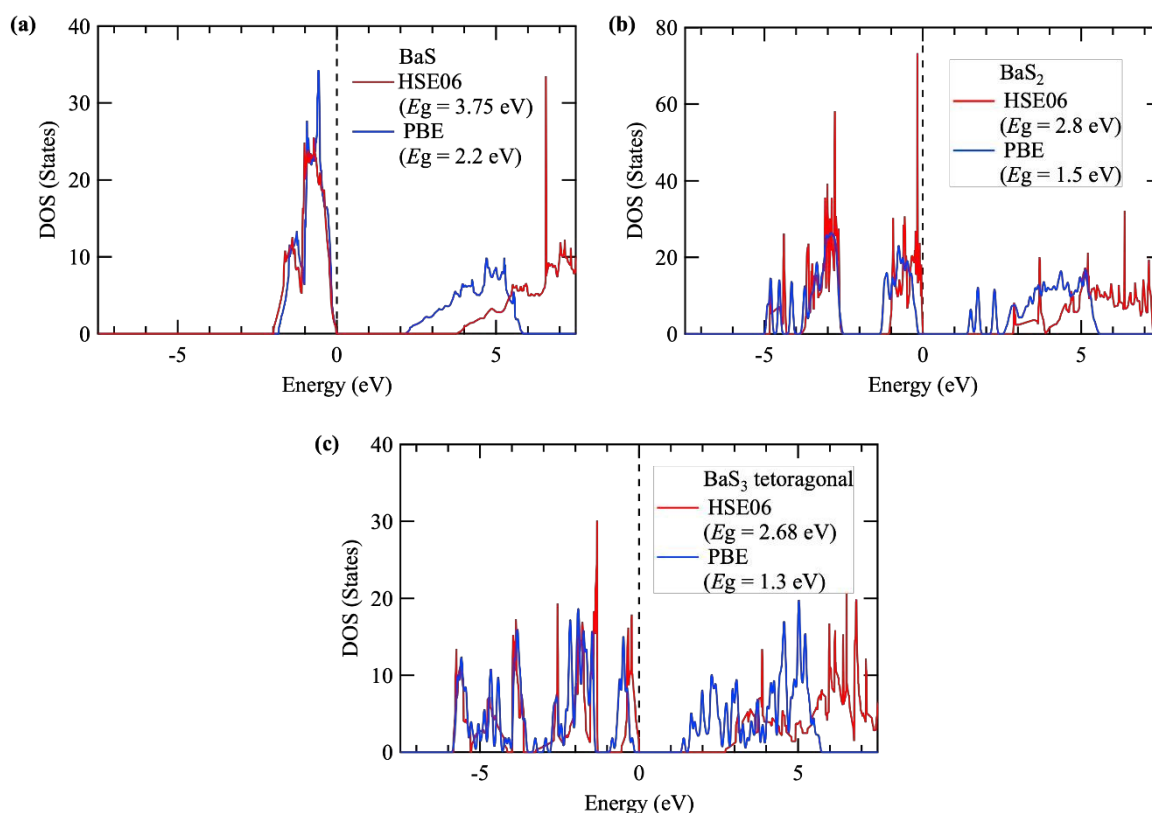 (a)
40
30
20
10
0
DOS (States)
BaS
HSE06
(Eg = 3.75 eV)
PBE
(Eg = 2.2 eV)
-5
0
5
Energy (eV)
(b)
80
60
40
20
0
DOS (States)
BaS₂
HSE06
(Eg = 2.8 eV)
PBE
(Eg = 1.5 eV)
-5
0
5
Energy (eV)
(c)
40
30
20
10
0
DOS (States)
BaS₃ tetoragonal
HSE06
(Eg = 2.68 eV)
PBE
(Eg = 1.3 eV)
-5
0
5
Energy (eV)